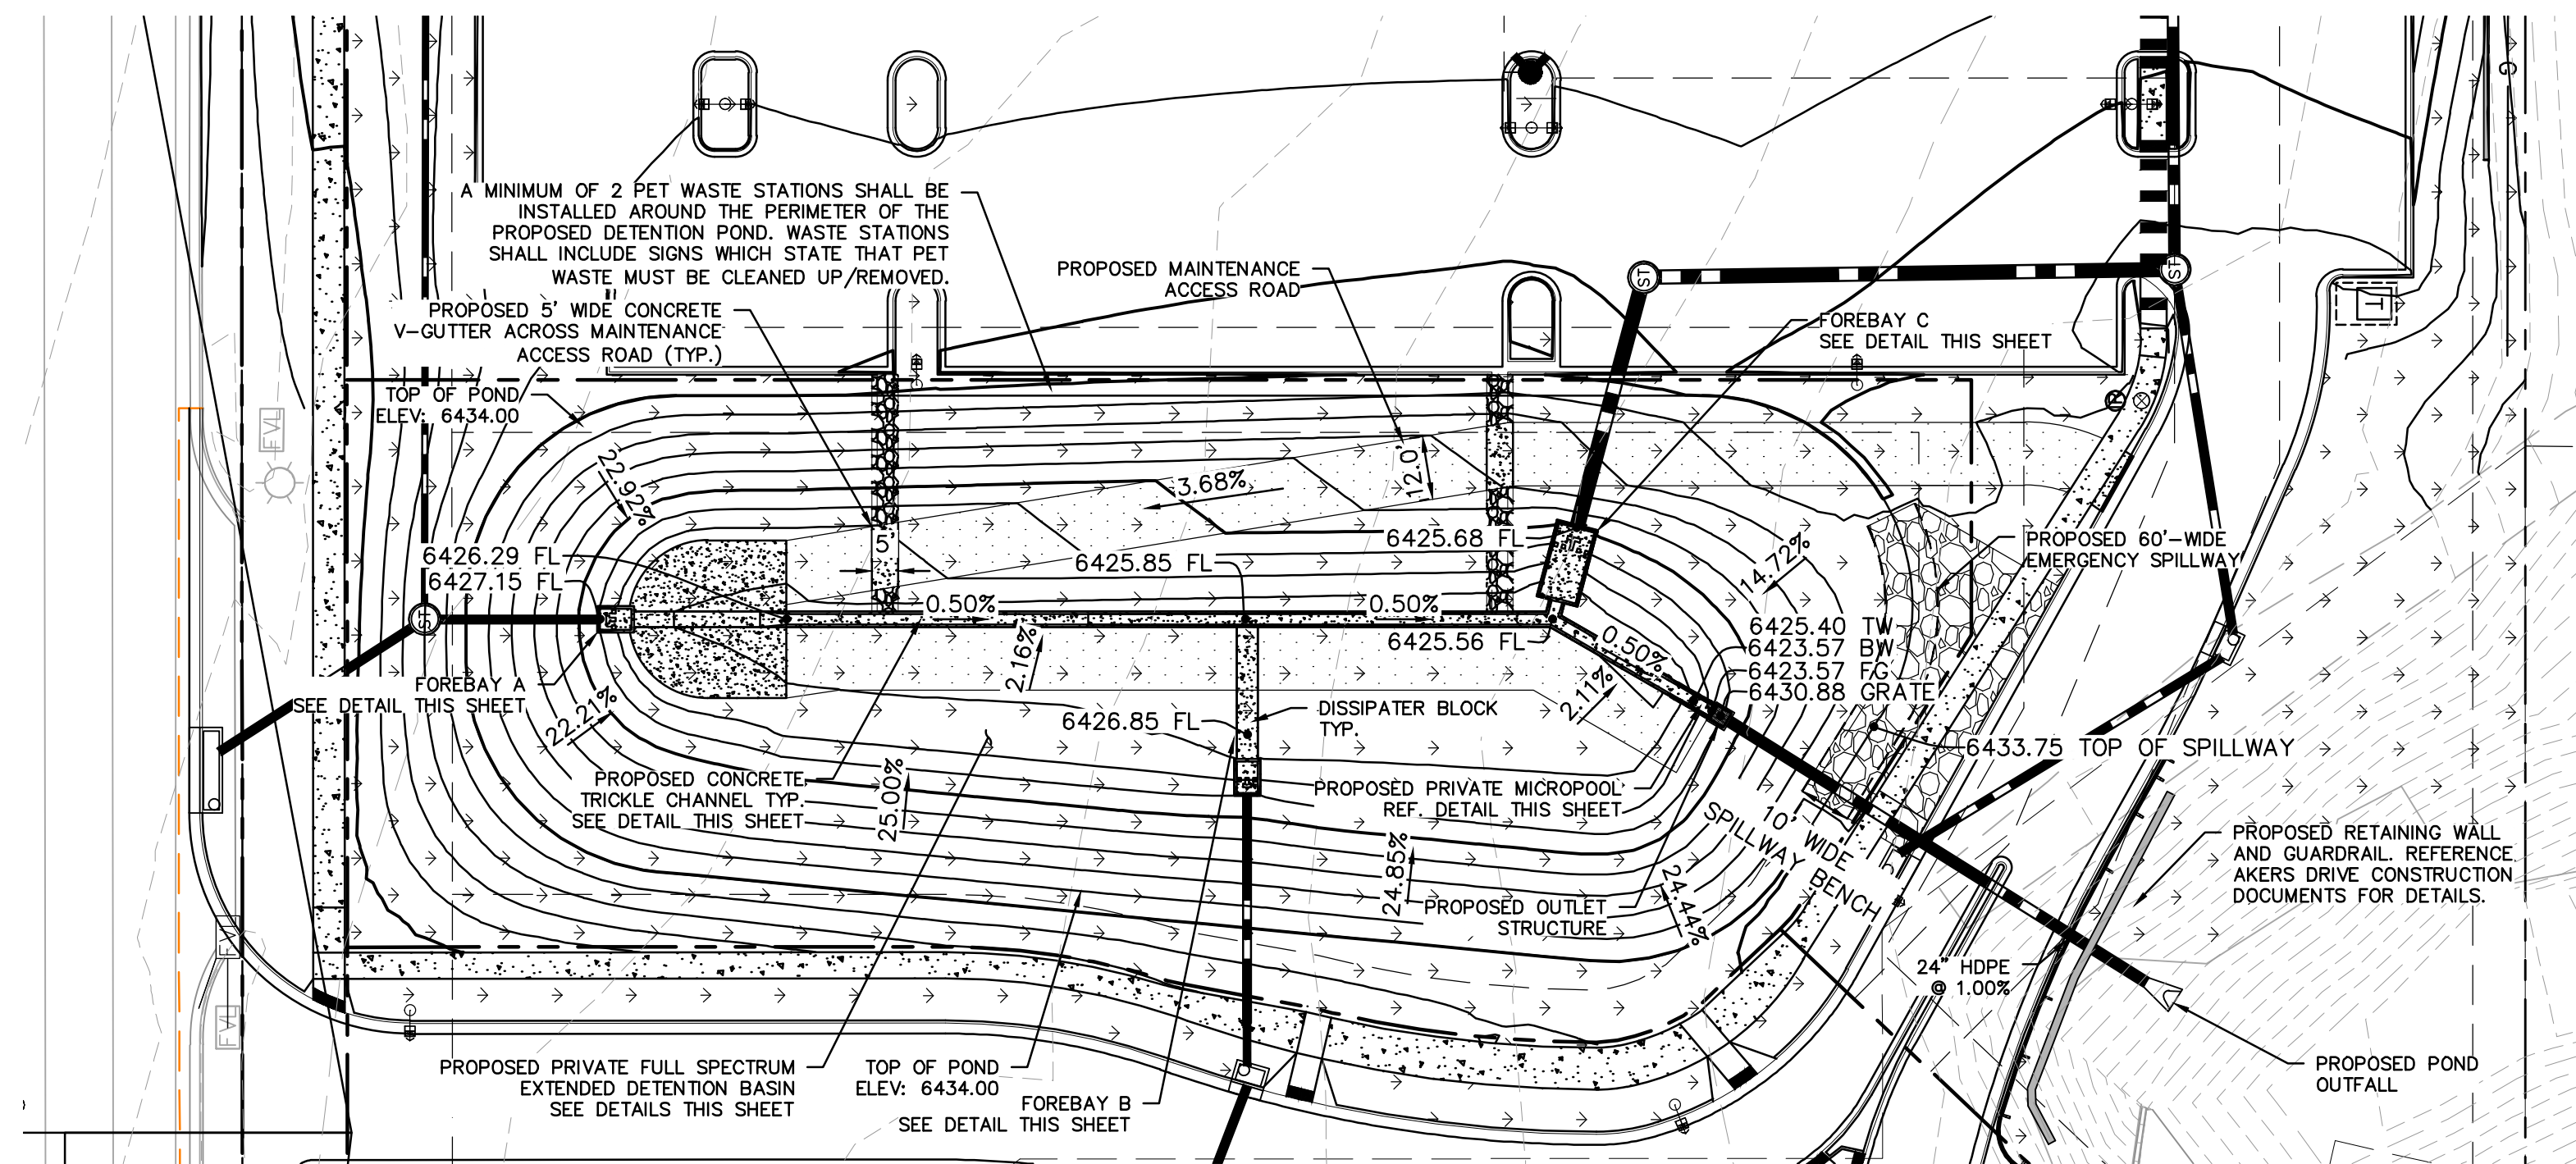 A MINIMUM OF 2 PET WASTE STATIONS SHALL BE
INSTALLED AROUND THE PERIMETER OF THE
PROPOSED DETENTION POND. WASTE STATIONS
SHALL INCLUDE SIGNS WHICH STATE THAT PET
WASTE MUST BE CLEANED UP/REMOVED.
PROPOSED MAINTENANCE
ACCESS ROAD
PROPOSED 5' WIDE CONCRETE
V-GUTTER ACROSS MAINTENANCE
ACCESS ROAD (TYP.)
FOREBAY C
SEE DETAIL THIS SHEET
TOP OF POND
ELEV: 6434.00
G
ST
ST
T
FVL
22.92%
3.68%
12.0'
5'
6426.29 FL
6427.15 FL
6425.85 FL
6425.68 FL
14.72%
PROPOSED 60'-WIDE
EMERGENCY SPILLWAY
ST
0.50%
0.50%
2.16%
6425.56 FL
0.50%
2.11%
6425.40 TW
6423.57 BW
6423.57 FG
6430.88 GRATE
FOREBAY A
SEE DETAIL THIS SHEET
22.21%
6426.85 FL
DISSIPATER BLOCK
TYP.
6433.75 TOP OF SPILLWAY
PROPOSED CONCRETE
TRICKLE CHANNEL TYP.
SEE DETAIL THIS SHEET
25.00%
PROPOSED PRIVATE MICROPOOL
REF. DETAIL THIS SHEET
10' WIDE
SPILLWAY BENCH
PROPOSED RETAINING WALL
AND GUARDRAIL. REFERENCE
AKERS DRIVE CONSTRUCTION
DOCUMENTS FOR DETAILS.
24.85%
24.44%
PROPOSED OUTLET
STRUCTURE
FVL
FVL
24" HDPE
@ 1.00%
PROPOSED PRIVATE FULL SPECTRUM
EXTENDED DETENTION BASIN
SEE DETAILS THIS SHEET
TOP OF POND
ELEV: 6434.00
FOREBAY B
SEE DETAIL THIS SHEET
PROPOSED POND
OUTFALL